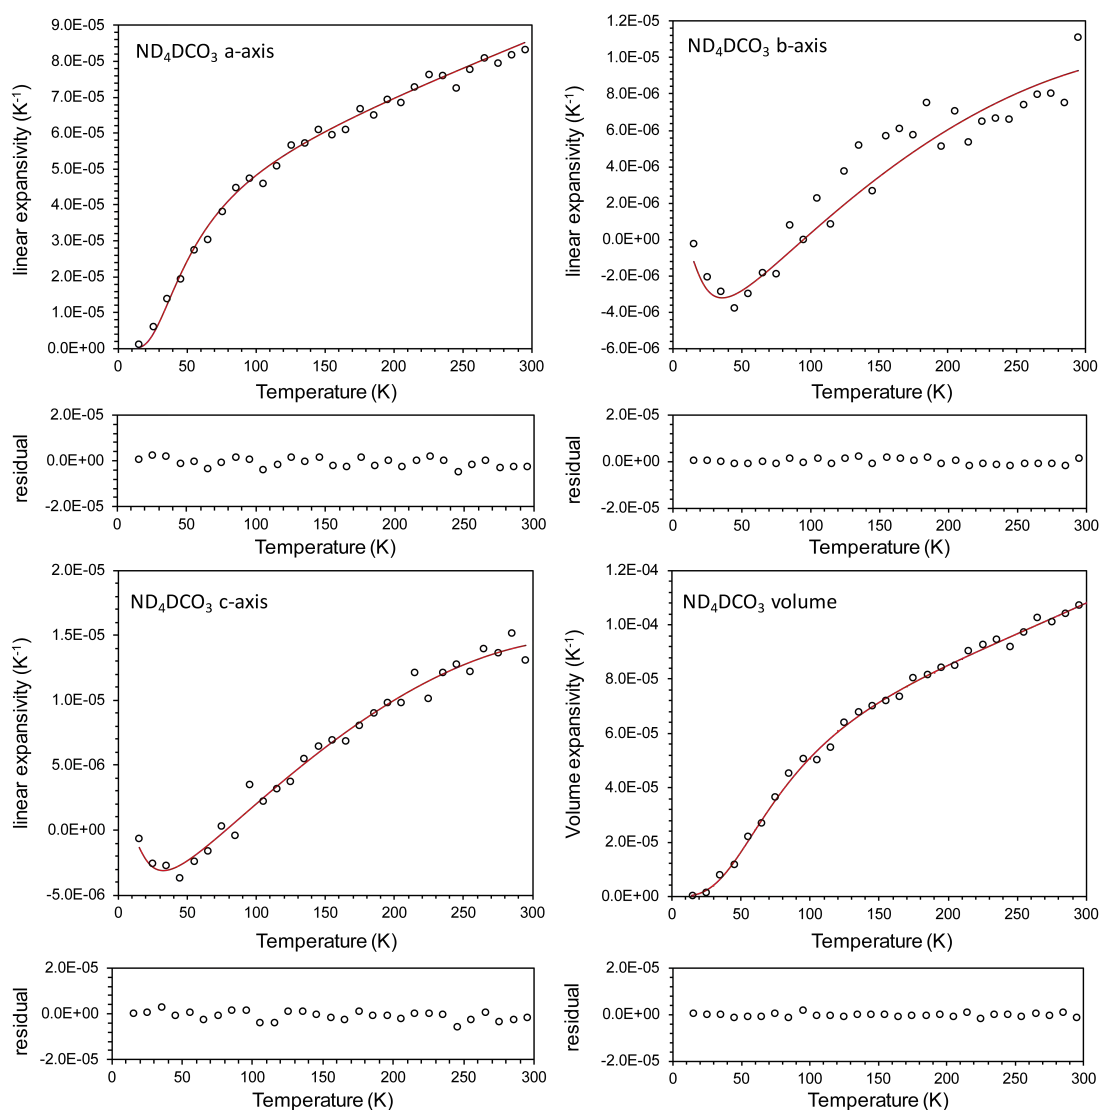 ND₄DCO₃ a-axis
linear expansivity (K⁻¹)
9.0E-05
8.0E-05
7.0E-05
6.0E-05
5.0E-05
4.0E-05
3.0E-05
2.0E-05
1.0E-05
0.0E+00
0 50 100 150 200 250 300
Temperature (K)
ND₄DCO₃ b-axis
linear expansivity (K⁻¹)
1.2E-05
1.0E-05
8.0E-06
6.0E-06
4.0E-06
2.0E-06
0.0E+00
-2.0E-06
-4.0E-06
-6.0E-06
0 50 100 150 200 250 300
Temperature (K)
residual
2.0E-05
0.0E+00
-2.0E-05
0 50 100 150 200 250 300
Temperature (K)
residual
2.0E-05
0.0E+00
-2.0E-05
0 50 100 150 200 250 300
Temperature (K)
ND₄DCO₃ c-axis
linear expansivity (K⁻¹)
2.0E-05
1.5E-05
1.0E-05
5.0E-06
0.0E+00
-5.0E-06
0 50 100 150 200 250 300
Temperature (K)
ND₄DCO₃ volume
Volume expansivity (K⁻¹)
1.2E-04
1.0E-04
8.0E-05
6.0E-05
4.0E-05
2.0E-05
0.0E+00
0 50 100 150 200 250 300
Temperature (K)
residual
2.0E-05
0.0E+00
-2.0E-05
0 50 100 150 200 250 300
Temperature (K)
residual
2.0E-05
0.0E+00
-2.0E-05
0 50 100 150 200 250 300
Temperature (K)